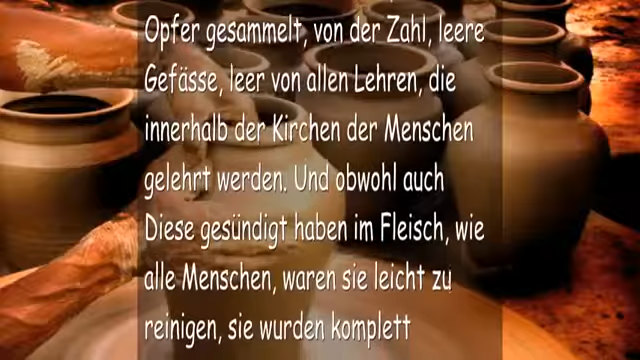 Opfer gesammelt, von der Zahl, leere
Gefässe, leer von allen Lehren, die
innerhalb der Kirchen der Menschen
gelehrt werden. Und obwohl auch
Diese gesündigt haben im Fleisch, wie
alle Menschen, waren sie leicht zu
reinigen, sie wurden komplett